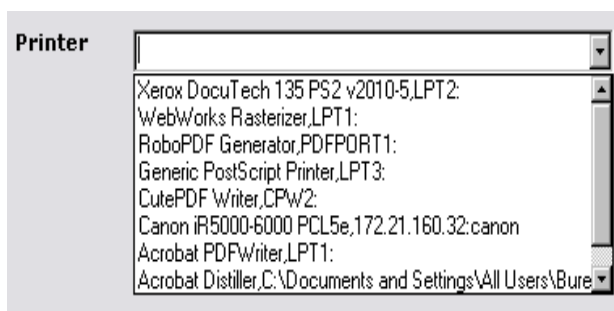 Printer
Xerox DocuTech 135 PS2 v2010-5,LPT2:
WebWorks Rasterizer,LPT1:
RoboPDF Generator,PDFPORT1:
Generic PostScript Printer,LPT3:
CutePDF Writer,CPW2:
Canon iR5000-6000 PCL5e,172.21.160.32:canon
Acrobat PDFWriter,LPT1:
Acrobat Distiller,C:\Documents and Settings\All Users\Bure